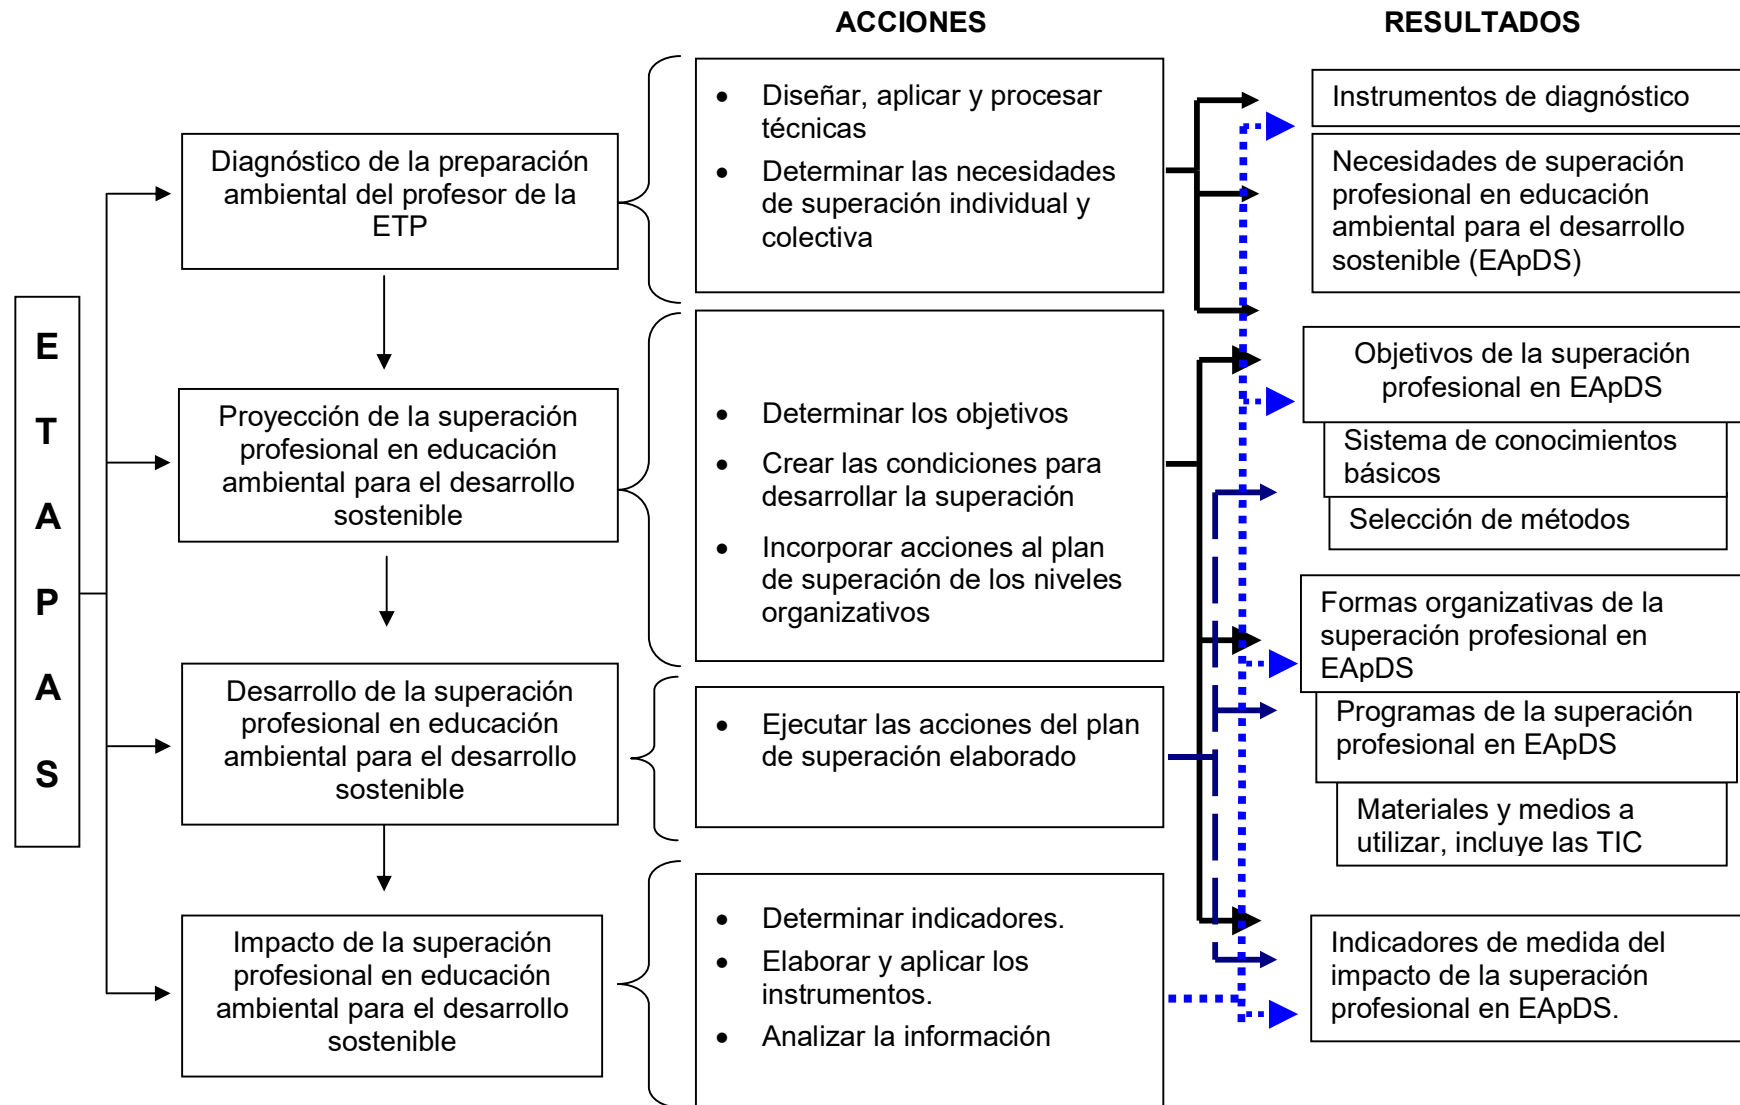 ACCIONES
RESULTADOS
E
T
A
P
A
S
Diagnóstico de la preparación
ambiental del profesor de la
ETP
• Diseñar, aplicar y procesar
técnicas
• Determinar las necesidades
de superación individual y
colectiva
Instrumentos de diagnóstico
Necesidades de superación
profesional en educación
ambiental para el desarrollo
sostenible (EApDS)
Proyección de la superación
profesional en educación
ambiental para el desarrollo
sostenible
• Determinar los objetivos
• Crear las condiciones para
desarrollar la superación
• Incorporar acciones al plan
de superación de los niveles
organizativos
Objetivos de la superación
profesional en EApDS
Sistema de conocimientos
básicos
Selección de métodos
Desarrollo de la superación
profesional en educación
ambiental para el desarrollo
sostenible
• Ejecutar las acciones del plan
de superación elaborado
Formas organizativas de la
superación profesional en
EApDS
Programas de la superación
profesional en EApDS
Materiales y medios a
utilizar, incluye las TIC
Impacto de la superación
profesional en educación
ambiental para el desarrollo
sostenible
• Determinar indicadores.
• Elaborar y aplicar los
instrumentos.
• Analizar la información
Indicadores de medida del
impacto de la superación
profesional en EApDS.